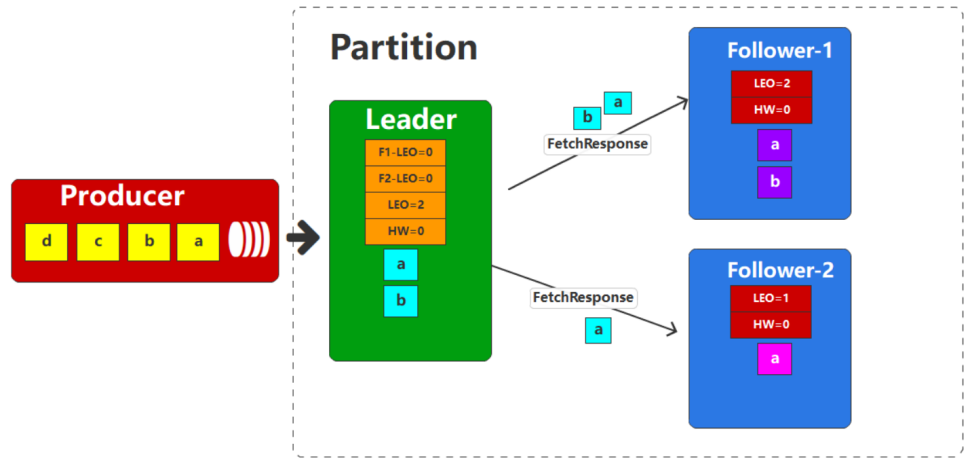 Partition
Producer
d
c
b
a
Leader
F1-LEO=0
F2-LEO=0
LEO=2
HW=0
a
b
b
a
FetchResponse
FetchResponse
a
Follower-1
LEO=2
HW=0
a
b
Follower-2
LEO=1
HW=0
a